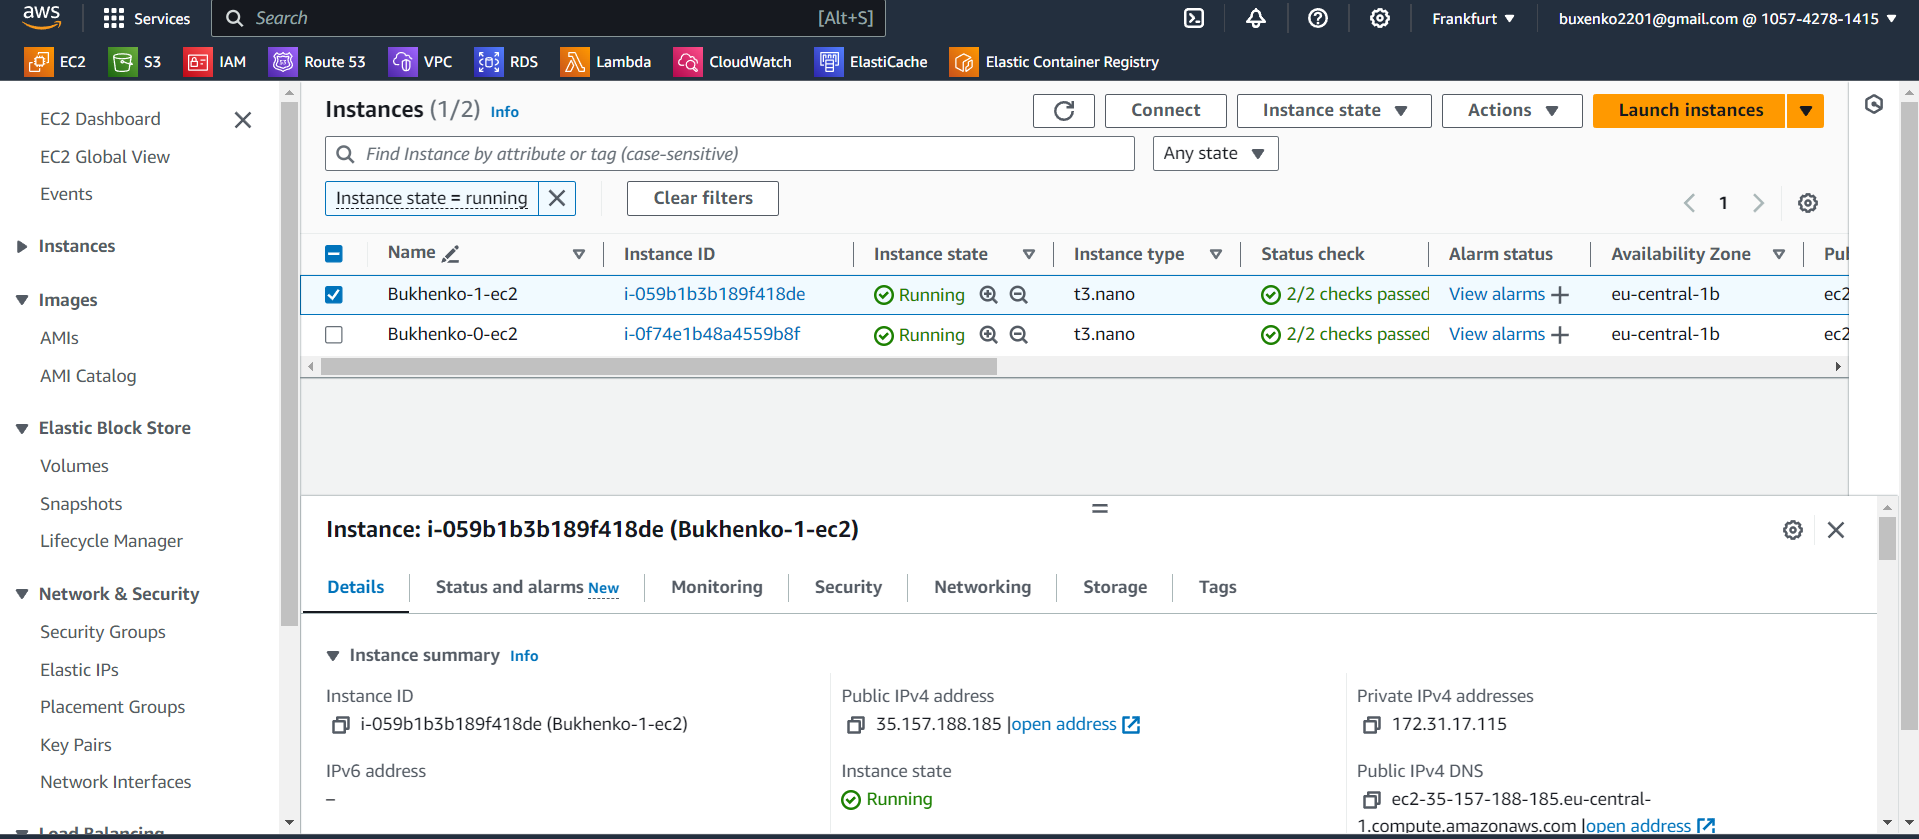 aws
Services
Search [Alt+S]
Frankfurt
buxenko2201@gmail.com @ 1057-4278-1415
EC2 S3 IAM Route 53 VPC RDS Lambda CloudWatch ElastiCache Elastic Container Registry
EC2 Dashboard
EC2 Global View
Events
Instances
Images
AMIs
AMI Catalog
Elastic Block Store
Volumes
Snapshots
Lifecycle Manager
Network & Security
Security Groups
Elastic IPs
Placement Groups
Key Pairs
Network Interfaces
Load Balancing
Instances (1/2) Info
Connect
Instance state
Actions
Launch instances
Find Instance by attribute or tag (case-sensitive)
Any state
Instance state = running
Clear filters
1
Name Instance ID Instance state Instance type Status check Alarm status Availability Zone Pul
Bukhenko-1-ec2 i-059b1b3b189f418de Running t3.nano 2/2 checks passed View alarms + eu-central-1b ec2
Bukhenko-0-ec2 i-0f74e1b48a4559b8f Running t3.nano 2/2 checks passed View alarms + eu-central-1b ec2
Instance: i-059b1b3b189f418de (Bukhenko-1-ec2)
Details Status and alarms New Monitoring Security Networking Storage Tags
Instance summary Info
Instance ID
i-059b1b3b189f418de (Bukhenko-1-ec2)
Public IPv4 address
35.157.188.185 |open address
Private IPv4 addresses
172.31.17.115
IPv6 address
–
Instance state
Running
Public IPv4 DNS
ec2-35-157-188-185.eu-central-
1.compute.amazonaws.com |open address